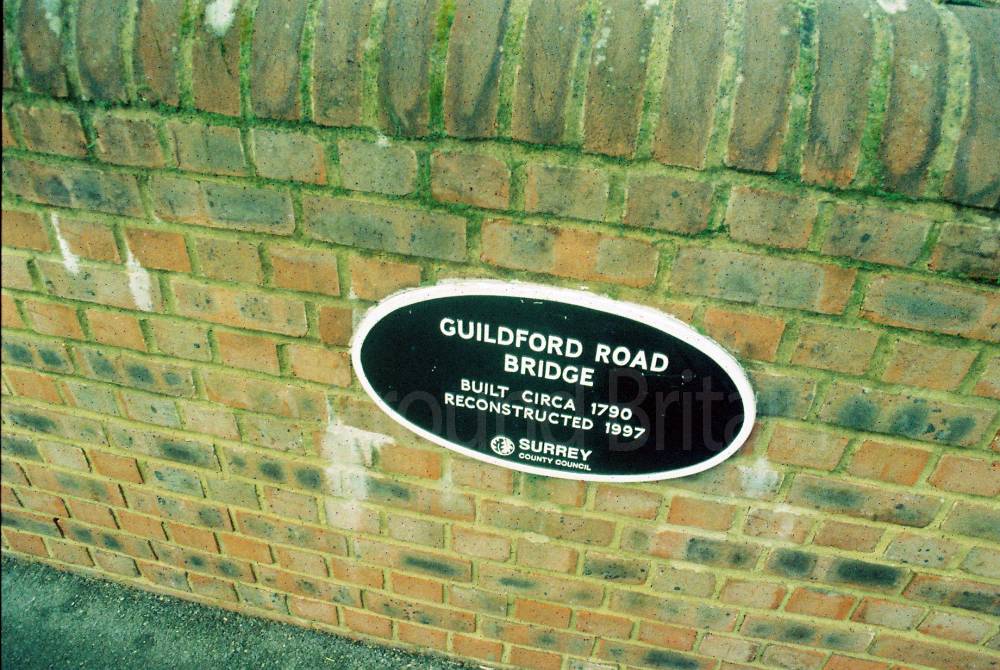 GUILDFORD ROAD
BRIDGE
BUILT CIRCA 1790
RECONSTRUCTED 1997
SURREY
COUNTY COUNCIL